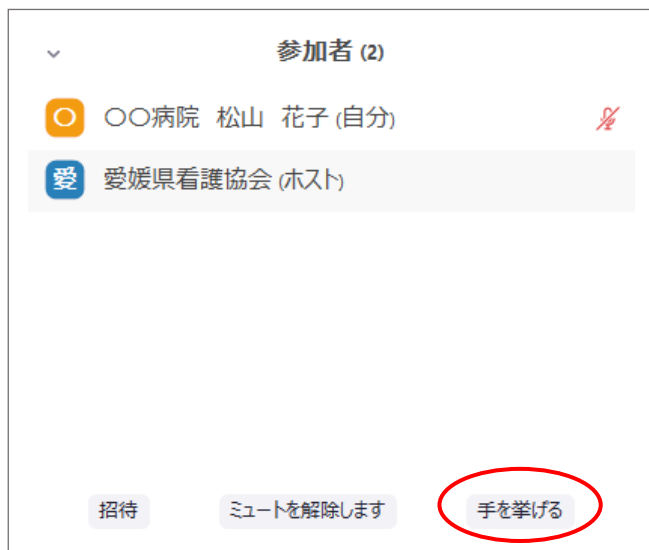 参加者 (2)
〇 〇〇病院 松山 花子 (自分)
愛 愛媛県看護協会 (ホスト)
招待 ミュートを解除します 手を挙げる